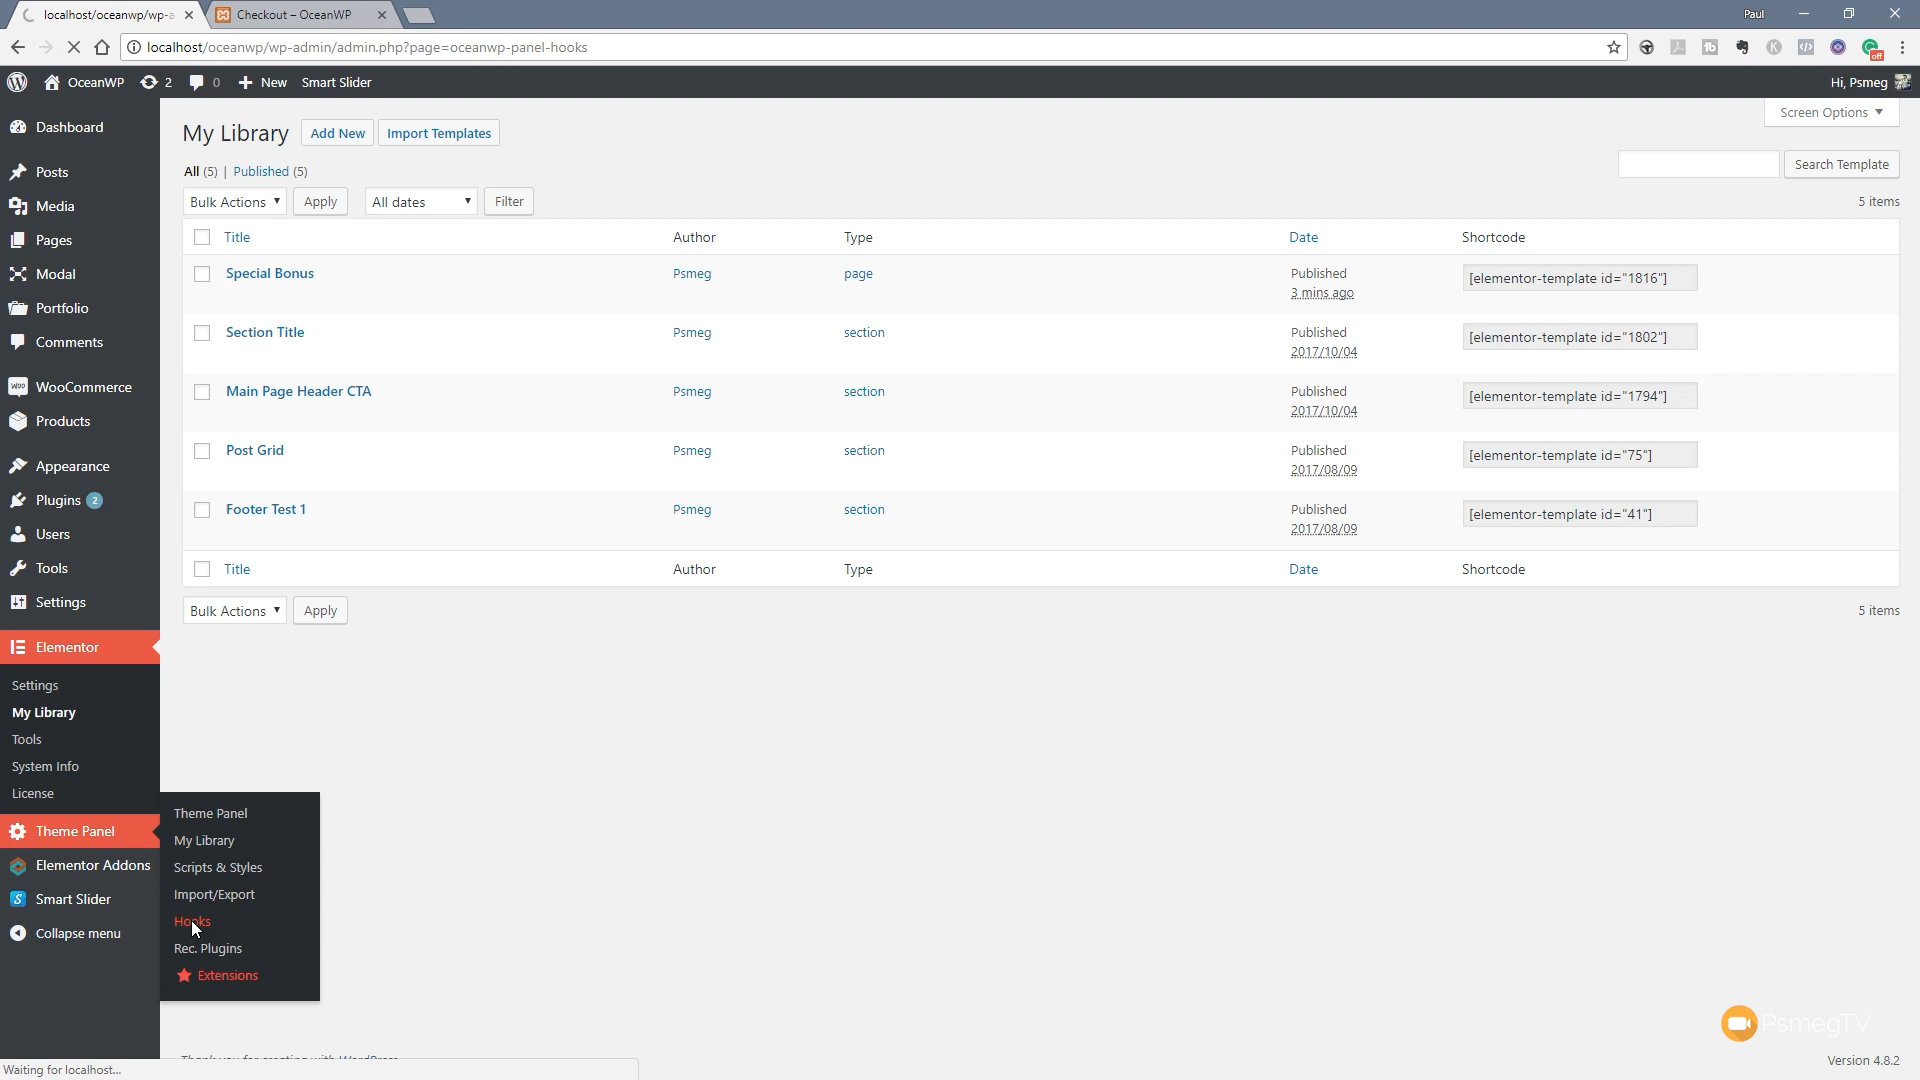 localhost/oceanwp/wp-a
Checkout – OceanWP
Paul
localhost/oceanwp/wp-admin/admin.php?page=oceanwp-panel-hooks
OceanWP 2 0 New Smart Slider
Hi, Psmeg
Screen Options
Dashboard
Posts
Media
Pages
Modal
Portfolio
Comments
WooCommerce
Products
Appearance
Plugins 2
Users
Tools
Settings
Elementor
Settings
My Library
Tools
System Info
License
Theme Panel
Elementor Addons
Smart Slider
Collapse menu
Theme Panel
My Library
Scripts & Styles
Import/Export
Hooks
Rec. Plugins
Extensions
My Library Add New Import Templates
All (5) | Published (5)
Search Template
Bulk Actions Apply All dates Filter
5 items
Title Author Type Date Shortcode
Special Bonus Psmeg page Published [elementor-template id="1816"]
3 mins ago
Section Title Psmeg section Published [elementor-template id="1802"]
2017/10/04
Main Page Header CTA Psmeg section Published [elementor-template id="1794"]
2017/10/04
Post Grid Psmeg section Published [elementor-template id="75"]
2017/08/09
Footer Test 1 Psmeg section Published [elementor-template id="41"]
2017/08/09
Title Author Type Date Shortcode
Bulk Actions Apply
5 items
PsmegTV
Version 4.8.2
Waiting for localhost...